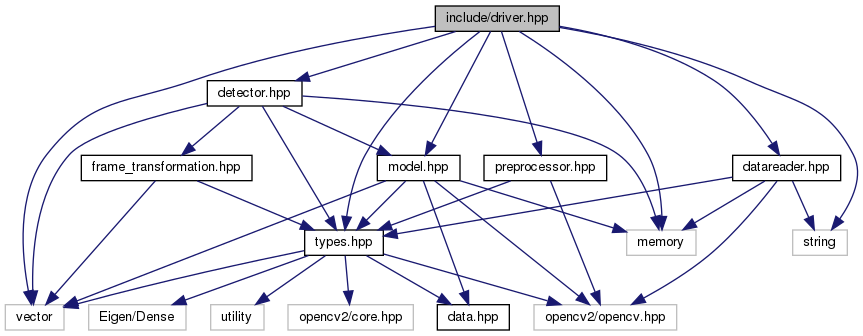 include/driver.hpp
detector.hpp
frame_transformation.hpp
model.hpp
preprocessor.hpp
datareader.hpp
types.hpp
memory
string
vector
Eigen/Dense
utility
opencv2/core.hpp
data.hpp
opencv2/opencv.hpp